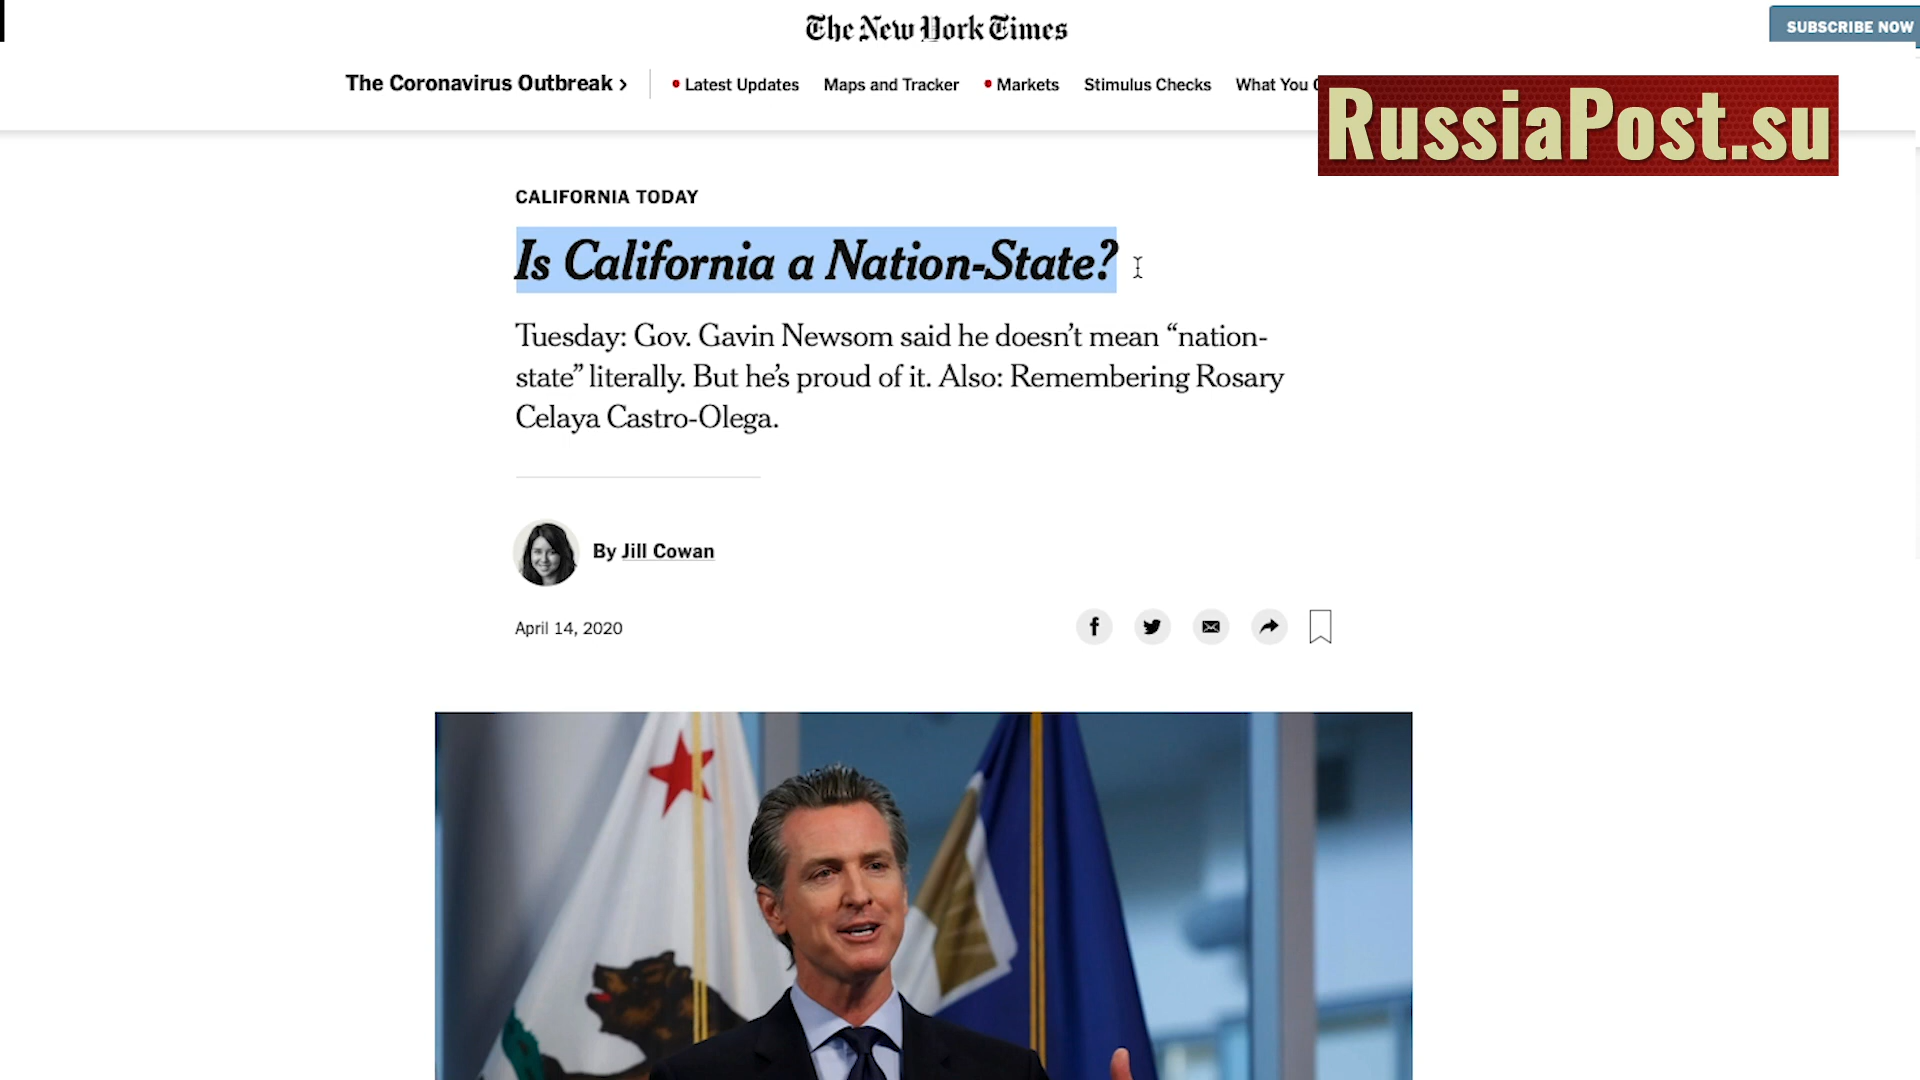 The New York Times
SUBSCRIBE NOW
The Coronavirus Outbreak › Latest Updates Maps and Tracker Markets Stimulus Checks What You
RussiaPost.su
CALIFORNIA TODAY
Is California a Nation-State?
Tuesday: Gov. Gavin Newsom said he doesn’t mean “nation-
state” literally. But he’s proud of it. Also: Remembering Rosary
Celaya Castro-Olega.
By Jill Cowan
April 14, 2020